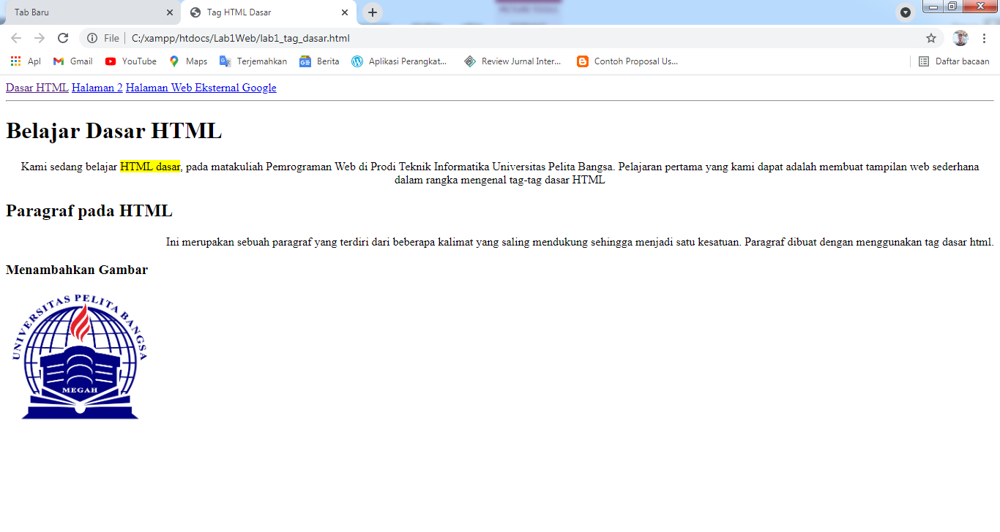 Tab Baru
Tag HTML Dasar
File | C:/xampp/htdocs/Lab1Web/lab1_tag_dasar.html
Apl Gmail YouTube Maps Terjemahkan Berita Aplikasi Perangkat... Review Jurnal Inter... Contoh Proposal Us... Daftar bacaan
Dasar HTML Halaman 2 Halaman Web Eksternal Google
Belajar Dasar HTML
Kami sedang belajar HTML dasar, pada matakuliah Pemrograman Web di Prodi Teknik Informatika Universitas Pelita Bangsa. Pelajaran pertama yang kami dapat adalah membuat tampilan web sederhana
dalam rangka mengenal tag-tag dasar HTML
Paragraf pada HTML
Ini merupakan sebuah paragraf yang terdiri dari beberapa kalimat yang saling mendukung sehingga menjadi satu kesatuan. Paragraf dibuat dengan menggunakan tag dasar html.
Menambahkan Gambar
UNIVERSITAS PELITA BANGSA
MEGAH